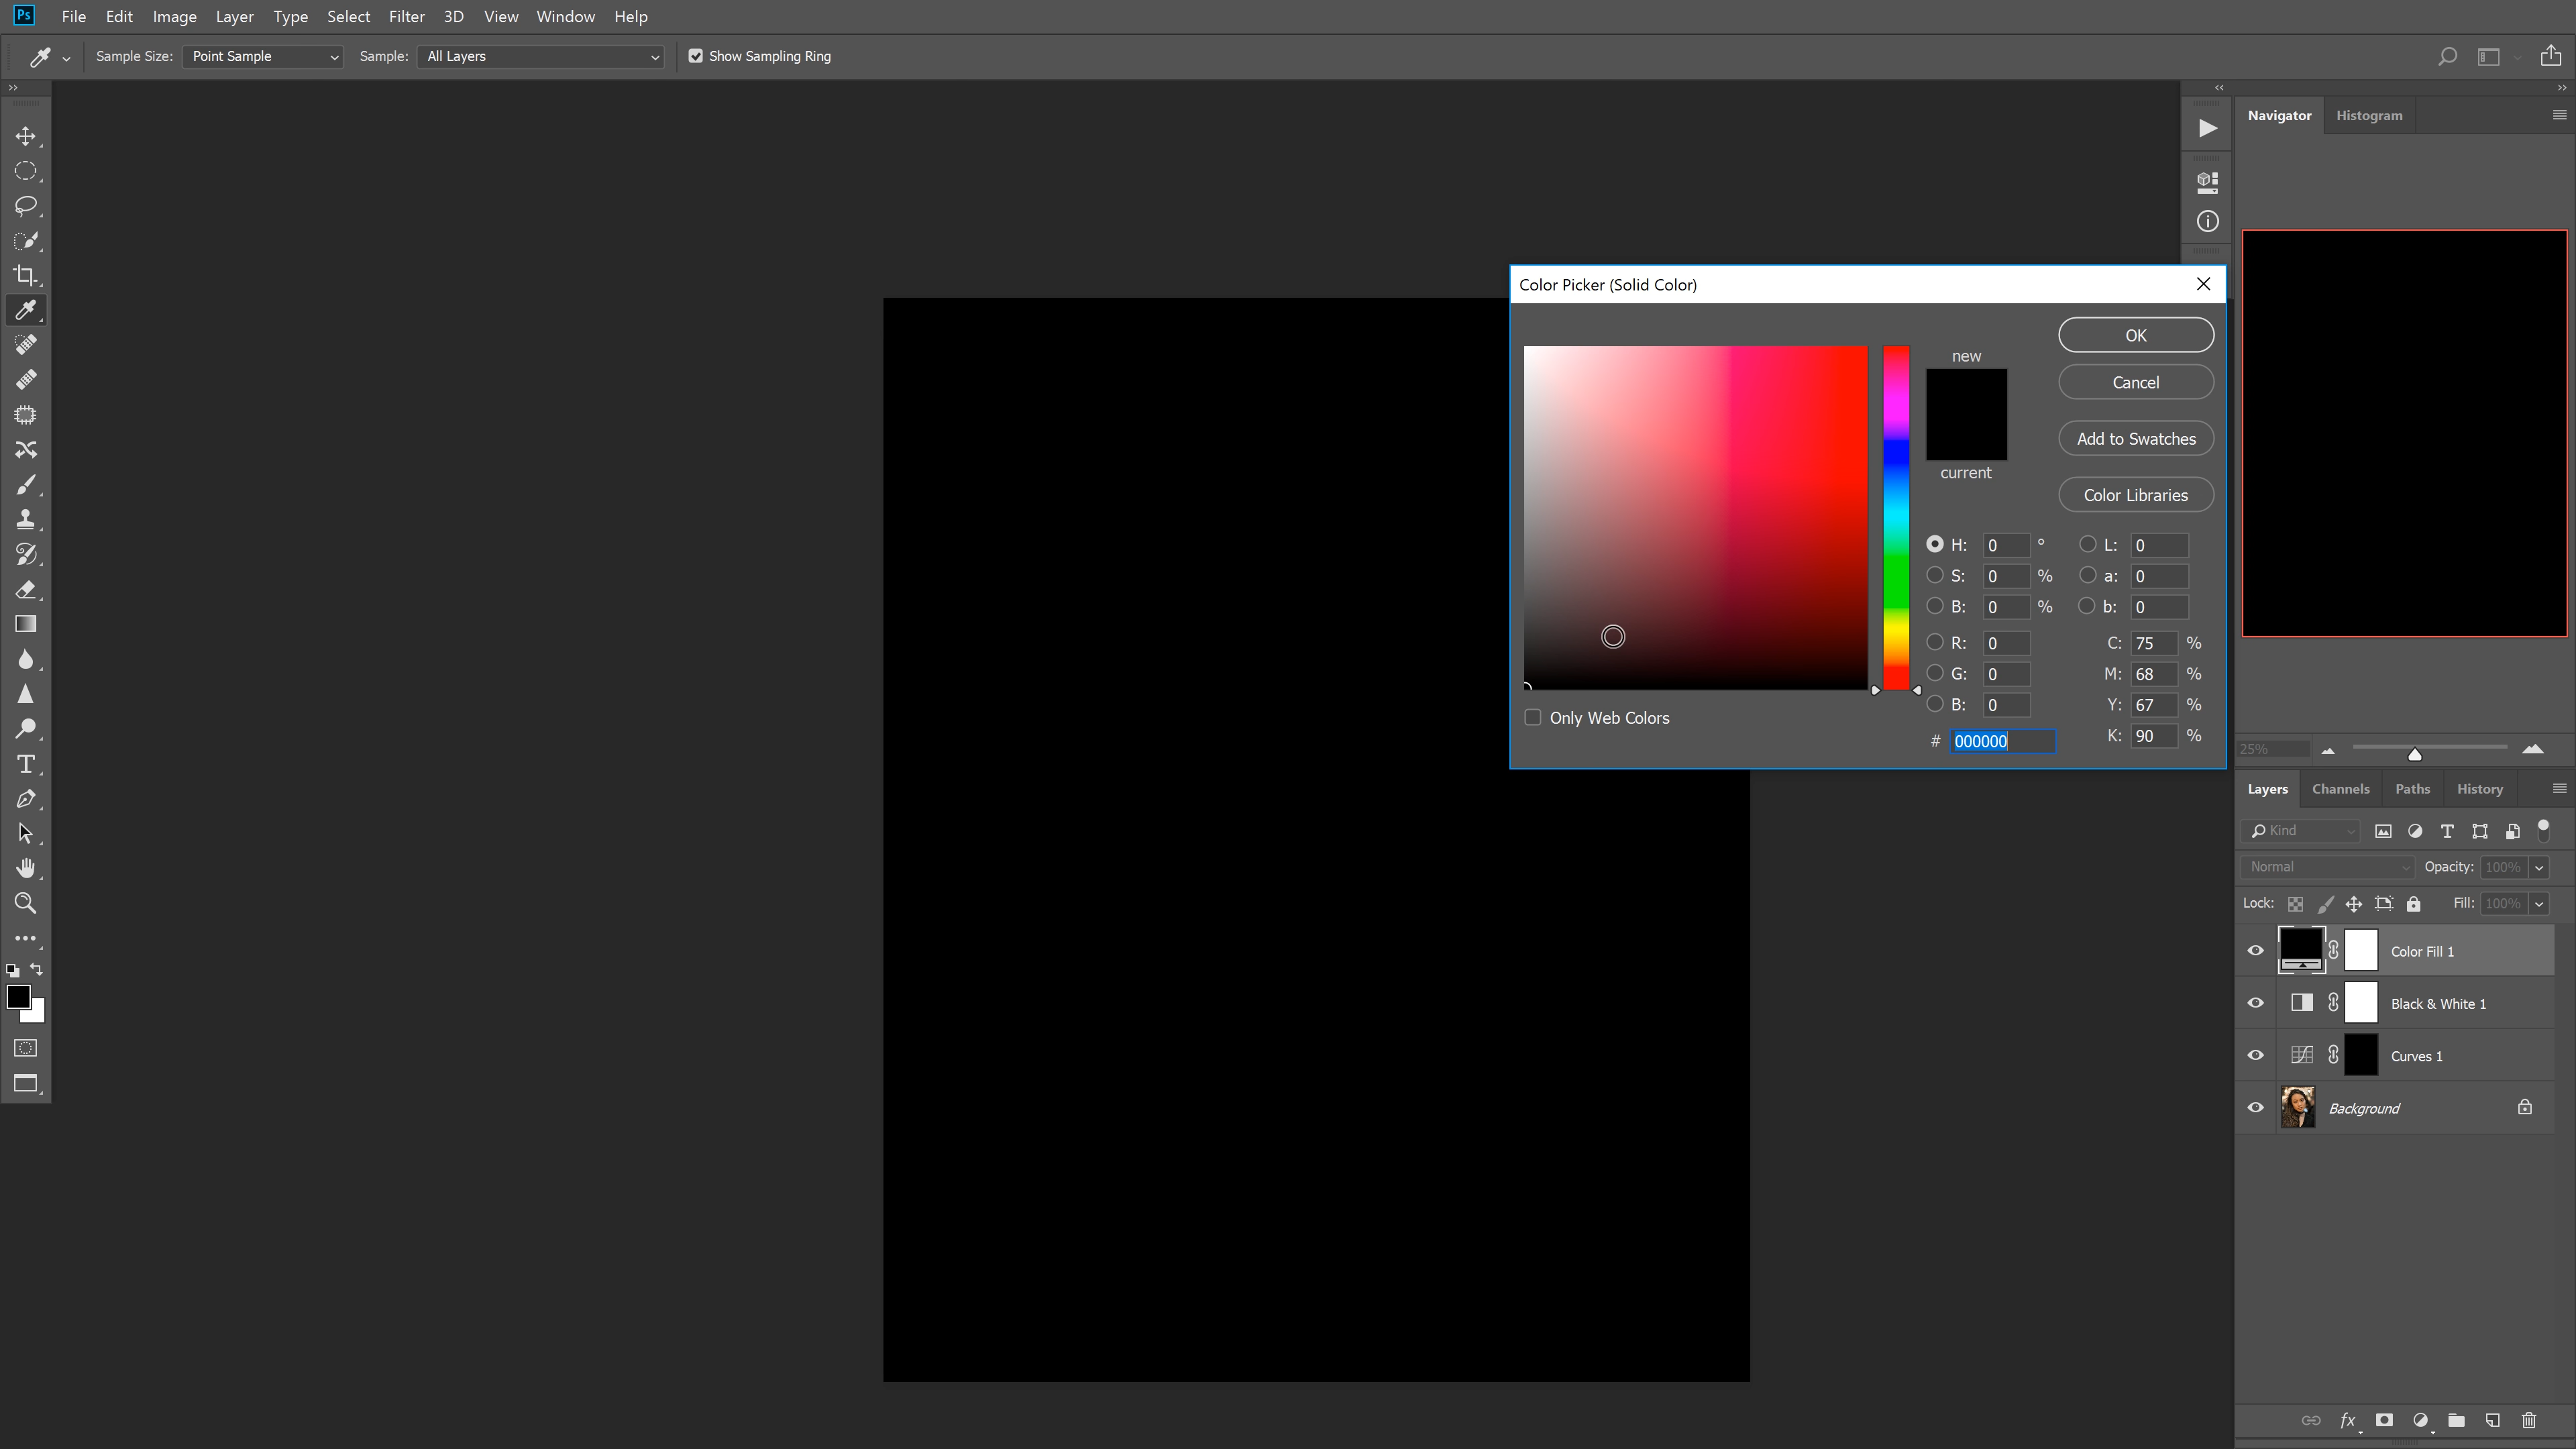 Ps File Edit Image Layer Type Select Filter 3D View Window Help
Sample Size: Point Sample Sample: All Layers Show Sampling Ring
Navigator Histogram
Color Picker (Solid Color)
new
current
OK
Cancel
Add to Swatches
Color Libraries
H: 0 ° L: 0
S: 0 % a: 0
B: 0 % b: 0
R: 0 C: 75 %
G: 0 M: 68 %
B: 0 Y: 67 %
# 000000 K: 90 %
Only Web Colors
25%
Layers Channels Paths History
Kind
Normal Opacity: 100%
Lock: Fill: 100%
Color Fill 1
Black & White 1
Curves 1
Background
fx